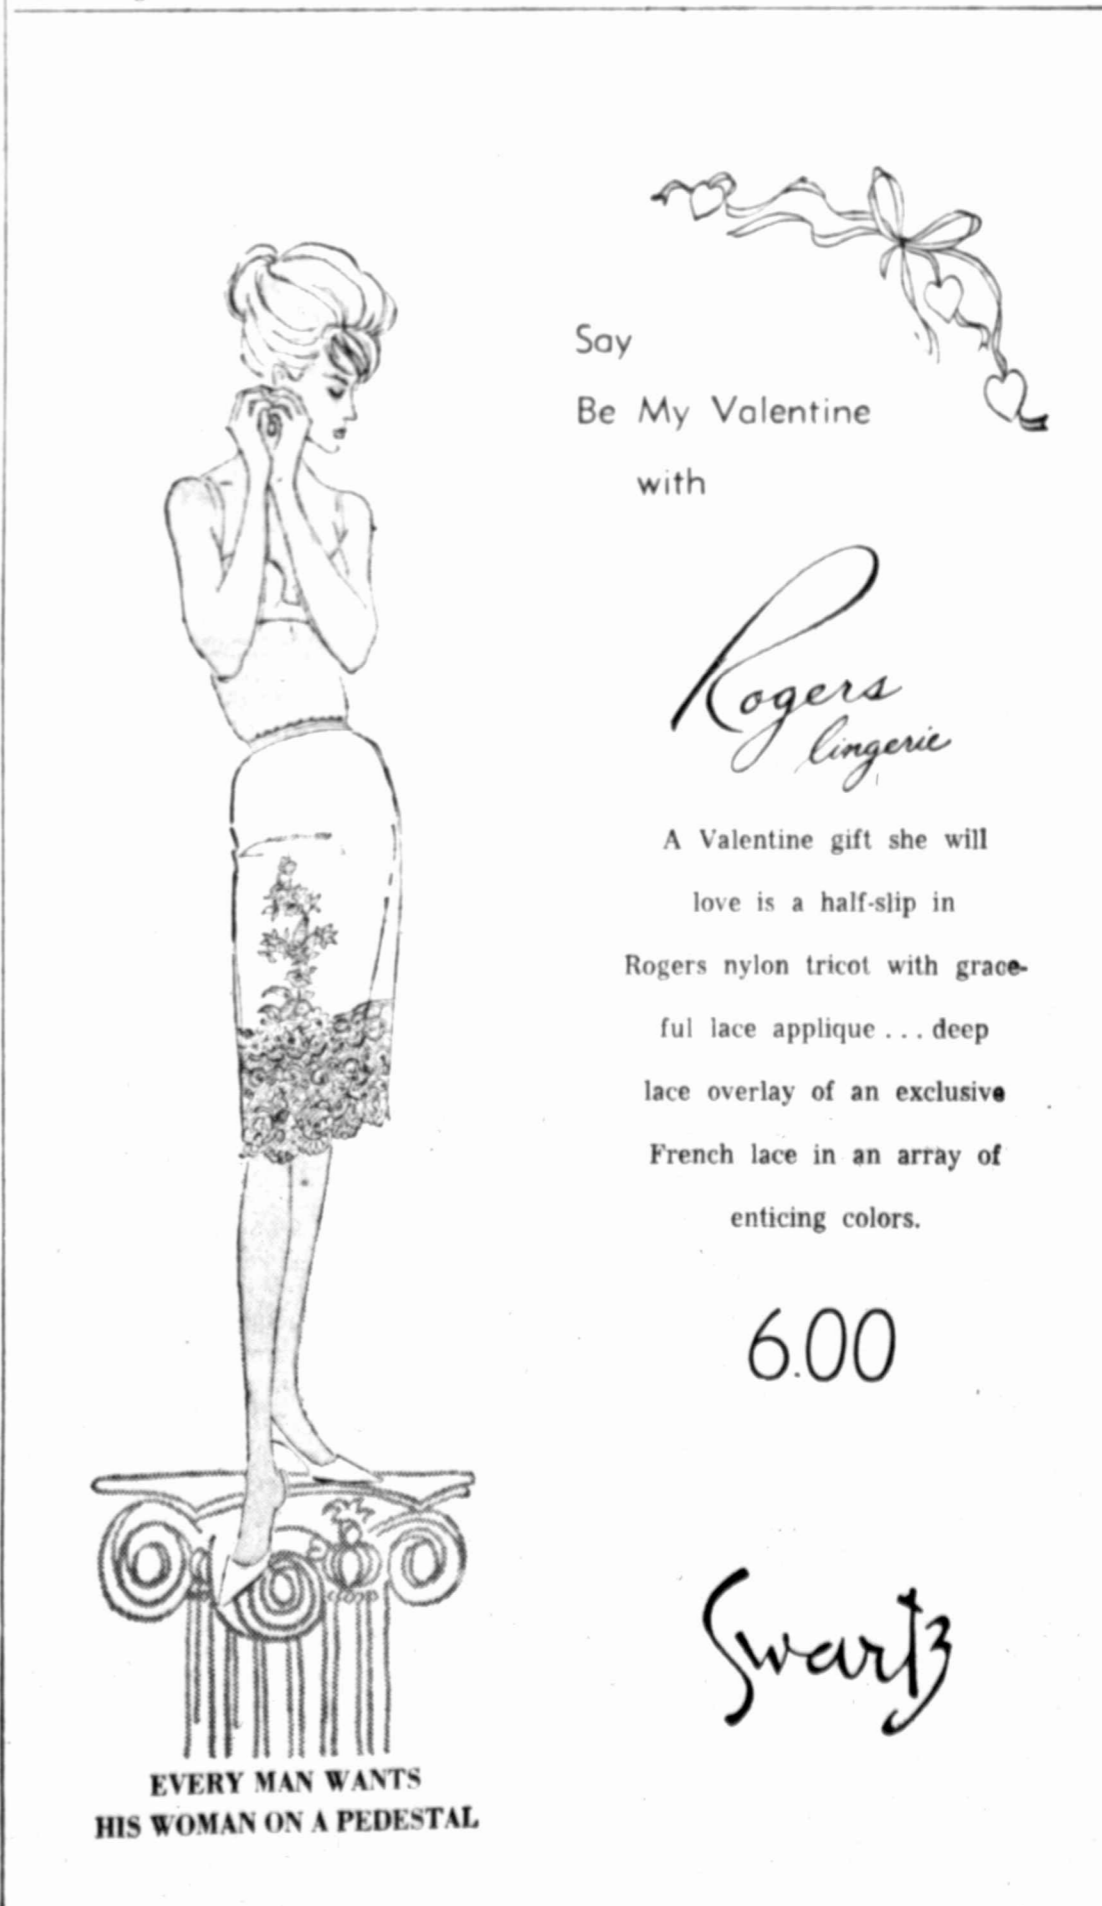 Say
Be My Valentine
with
Rogers
lingerie
A Valentine gift she will
love is a half-slip in
Rogers nylon tricot with grace-
ful lace applique . . . deep
lace overlay of an exclusive
French lace in an array of
enticing colors.
6.00
Swartz
EVERY MAN WANTS
HIS WOMAN ON A PEDESTAL